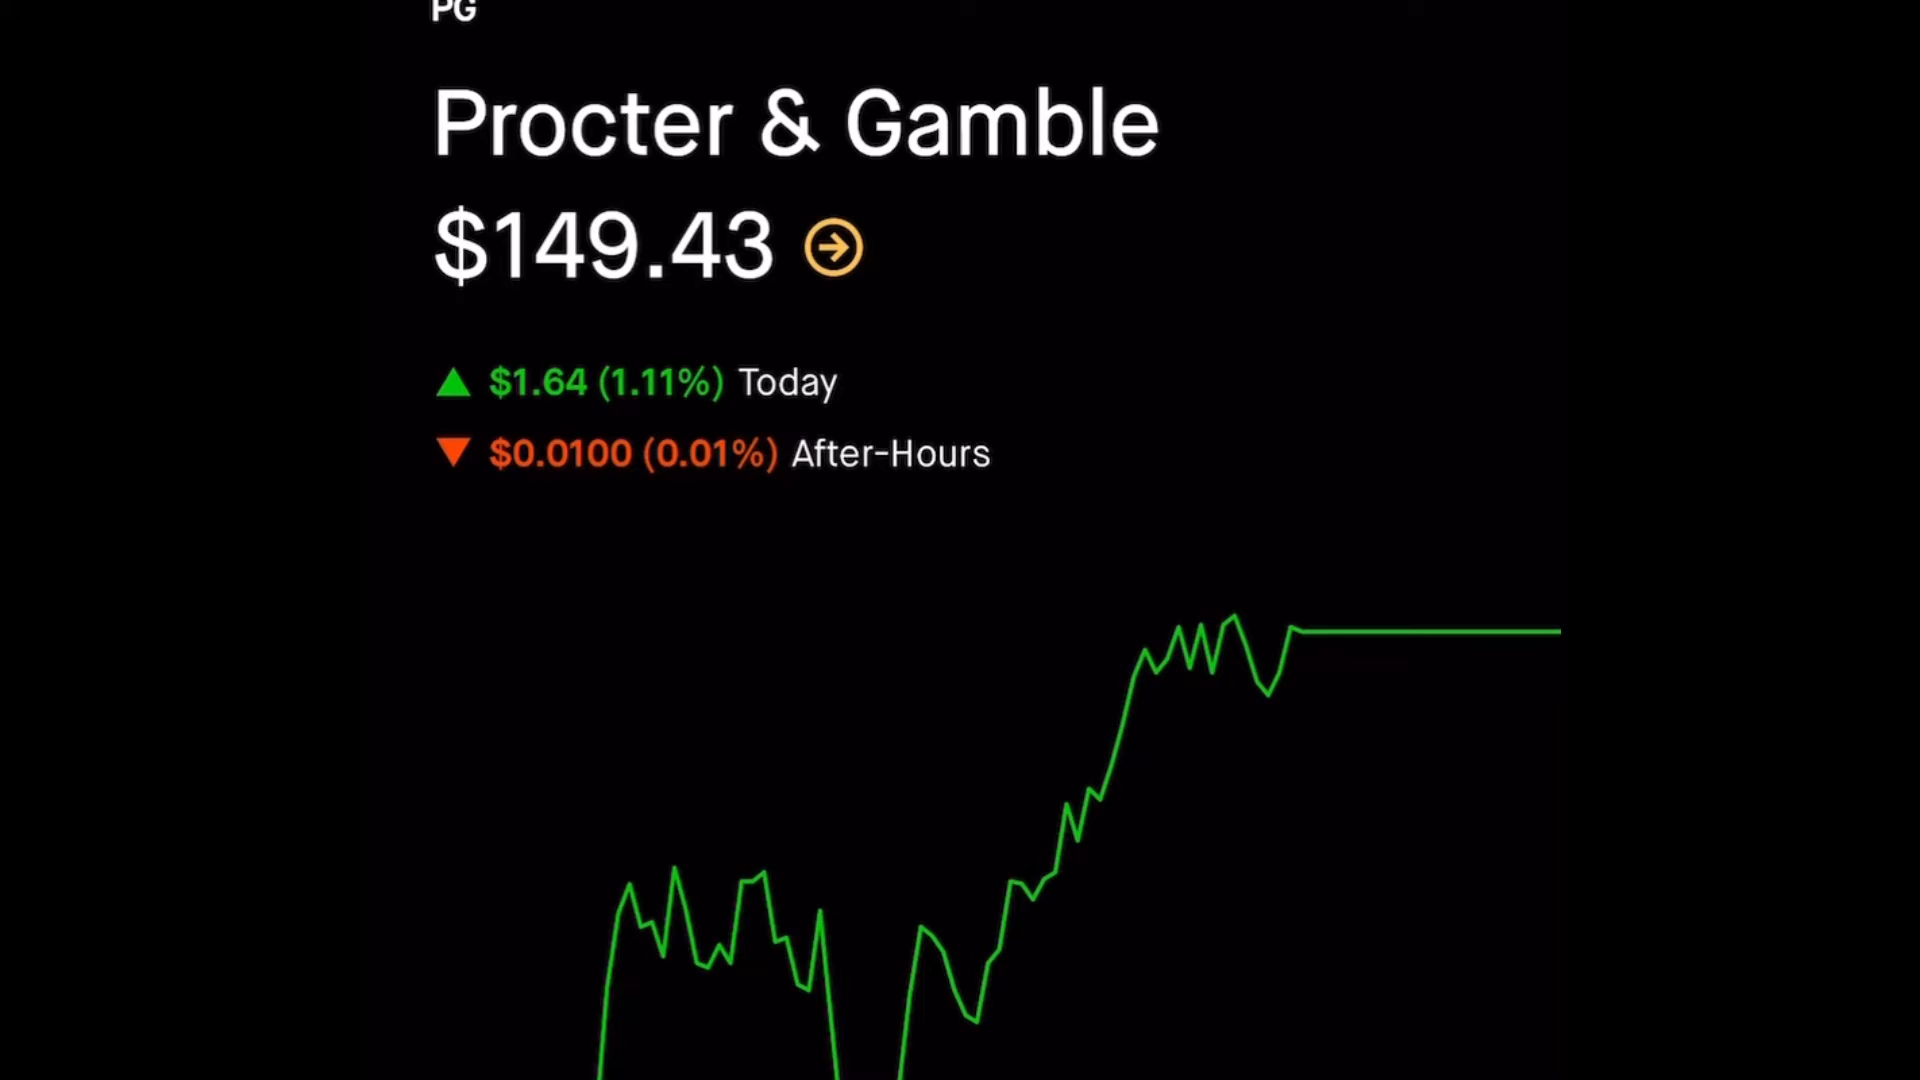 PG
Procter & Gamble
$149.43
$1.64 (1.11%) Today
$0.0100 (0.01%) After-Hours